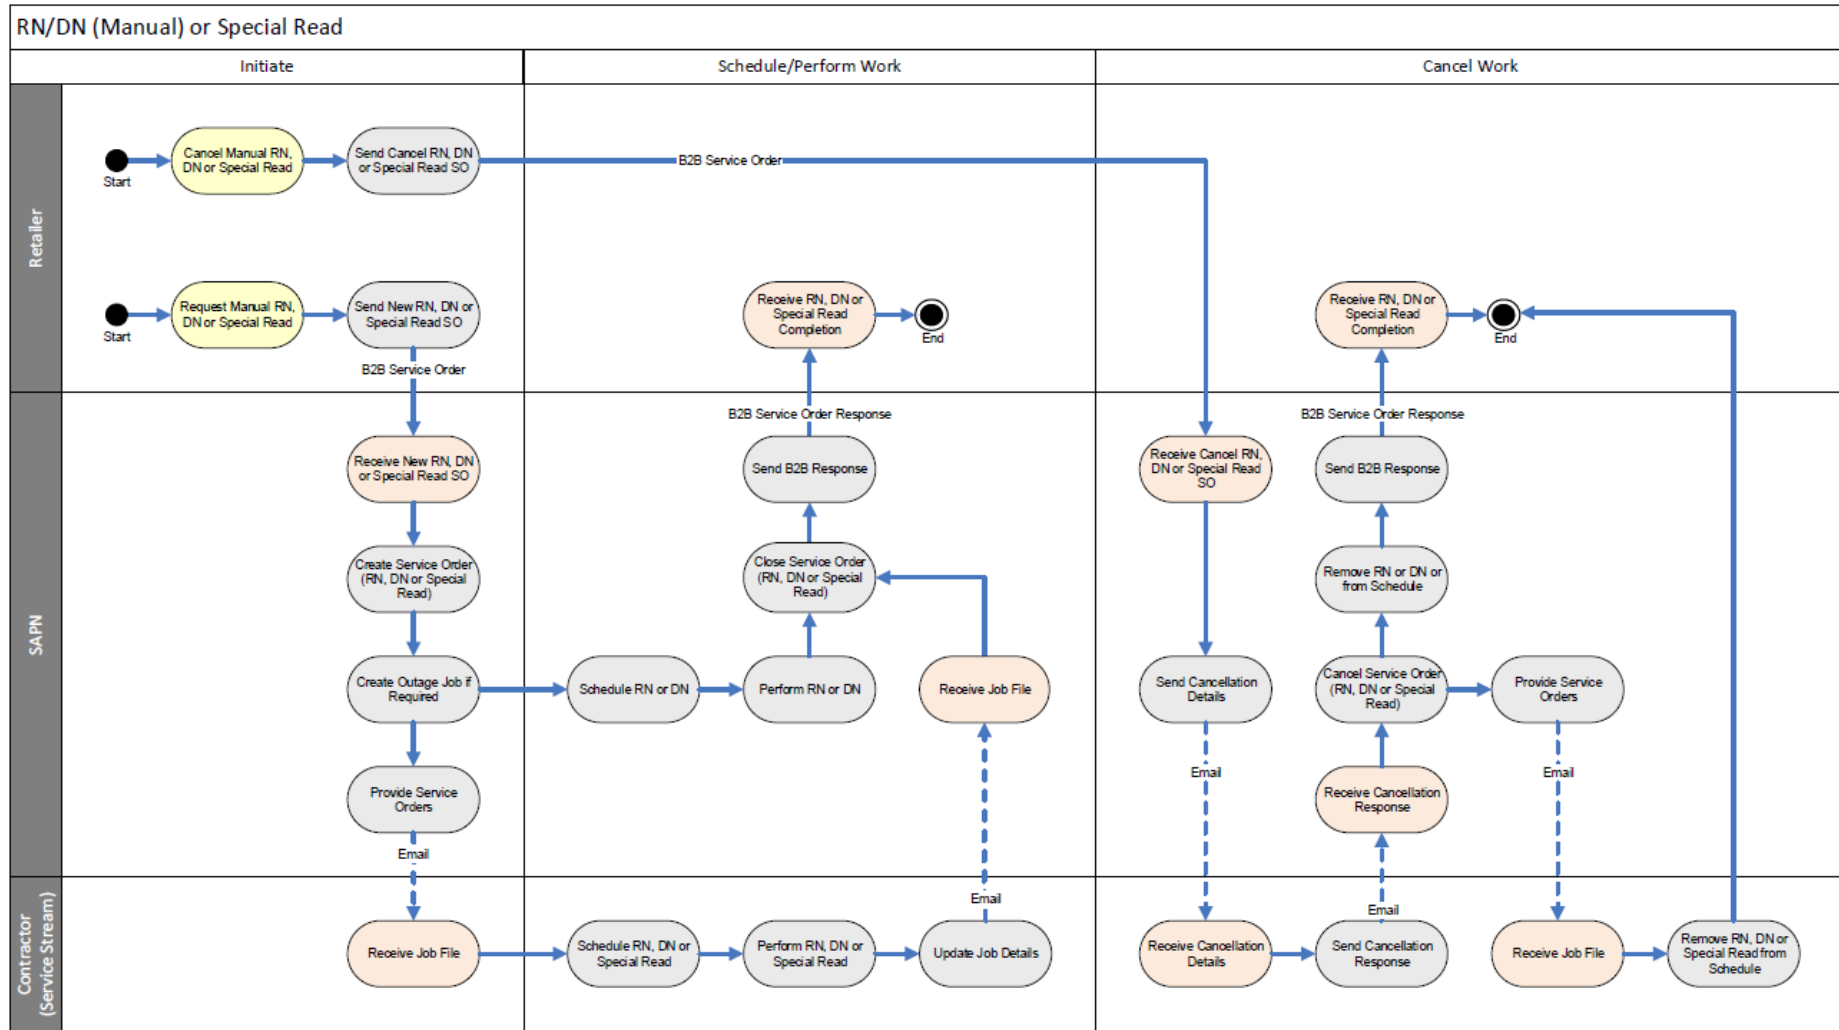 RN/DN (Manual) or Special Read
Initiate
Schedule/Perform Work
Cancel Work
Retailer
Start
Cancel Manual RN,
DN or Special Read
Send Cancel RN, DN
or Special Read SO
B2B Service Order
Start
Request Manual RN,
DN or Special Read
Send New RN, DN or
Special Read SO
B2B Service Order
Receive RN, DN or
Special Read
Completion
End
Receive RN, DN or
Special Read
Completion
End
SAPN
B2B Service Order Response
B2B Service Order Response
Receive New RN, DN
or Special Read SO
Send B2B Response
Receive Cancel RN,
DN or Special Read
SO
Send B2B Response
Create Service Order
(RN, DN or Special
Read)
Close Service Order
(RN, DN or Special
Read)
Remove RN or DN or
from Schedule
Create Outage Job if
Required
Schedule RN or DN
Perform RN or DN
Receive Job File
Send Cancellation
Details
Cancel Service Order
(RN, DN or Special
Read)
Provide Service
Orders
Email
Email
Provide Service
Orders
Receive Cancellation
Response
Email
Contractor
(Service Stream)
Email
Email
Receive Job File
Schedule RN, DN or
Special Read
Perform RN, DN or
Special Read
Update Job Details
Receive Cancellation
Details
Send Cancellation
Response
Receive Job File
Remove RN, DN or
Special Read from
Schedule